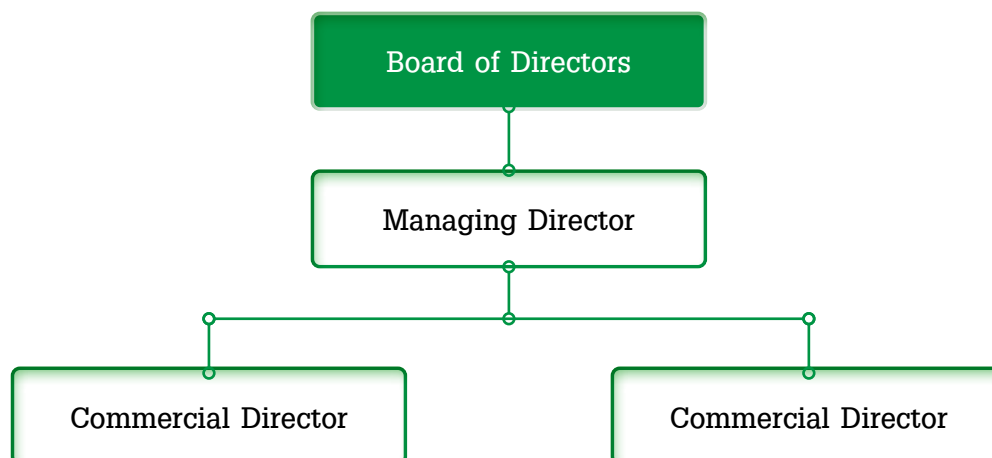 Board of Directors
Managing Director
Commercial Director
Commercial Director